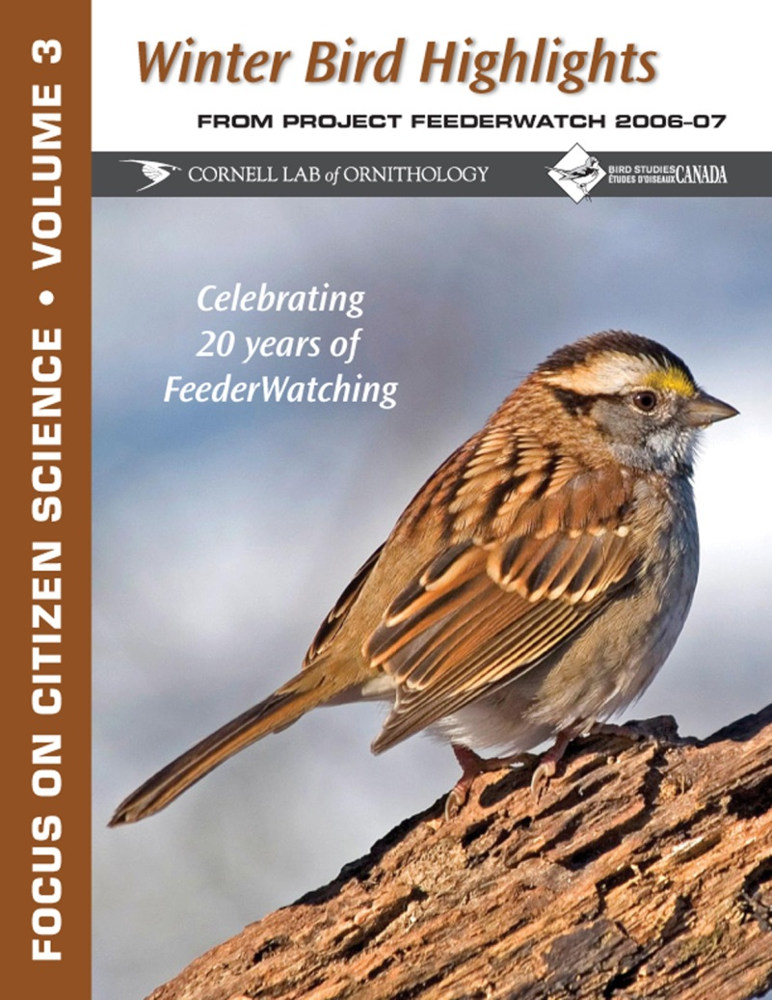 FOCUS ON CITIZEN SCIENCE • VOLUME 3
Winter Bird Highlights
FROM PROJECT FEEDERWATCH 2006–07
CORNELL LAB of ORNITHOLOGY
BIRD STUDIES
ÉTUDES D'OISEAUX CANADA
Celebrating
20 years of
FeederWatching